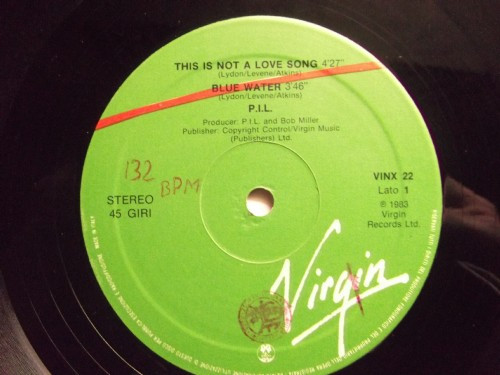 THIS IS NOT A LOVE SONG 4'27"
(Lydon/Levene/Atkins)
BLUE WATER 3'46"
(Lydon/Levene/Atkins)
P.I.L.
Producer: P.I.L. and Bob Miller
Publisher: Copyright Control/Virgin Music
(Publishers) Ltd.
132
BPM
STEREO
45 GIRI
VINX 22
Lato 1
℗ 1983
Virgin
Records Ltd.
Virgin